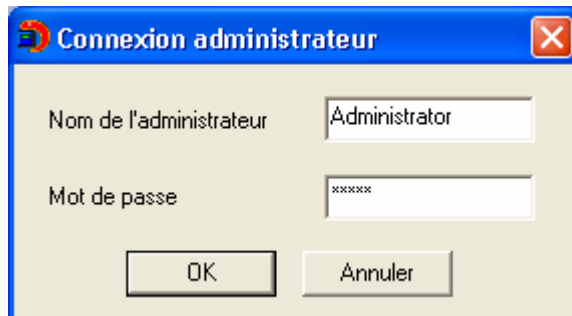 Connexion administrateur
Nom de l'administrateur Administrator
Mot de passe *****
OK Annuler